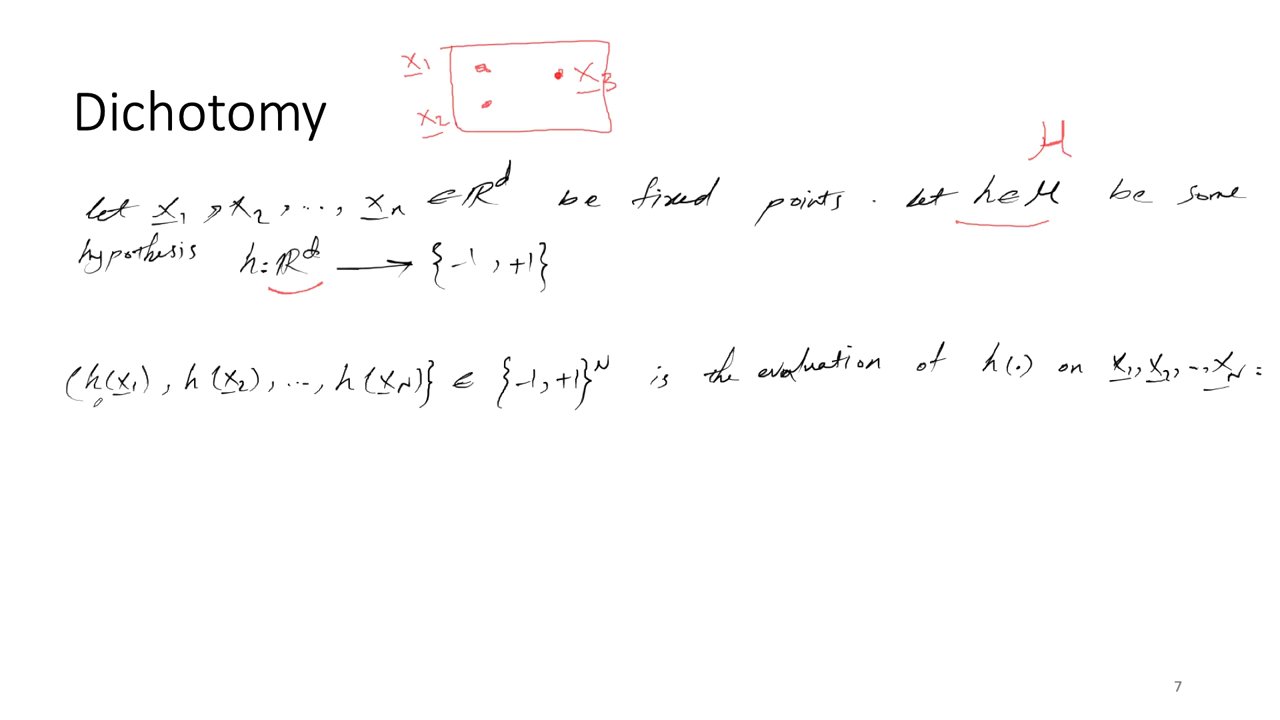 x1
x3
Dichotomy
x2
H
let x1, x2, ..., xn ∈ ℝ^d be fixed points. Let h ∈ H be some
hypothesis h: ℝ^d ⟶ {-1, +1}
(h(x1), h(x2), ..., h(xN)} ∈ {-1, +1}^N is the evaluation of h(.) on x1, x2, .., xN :
7